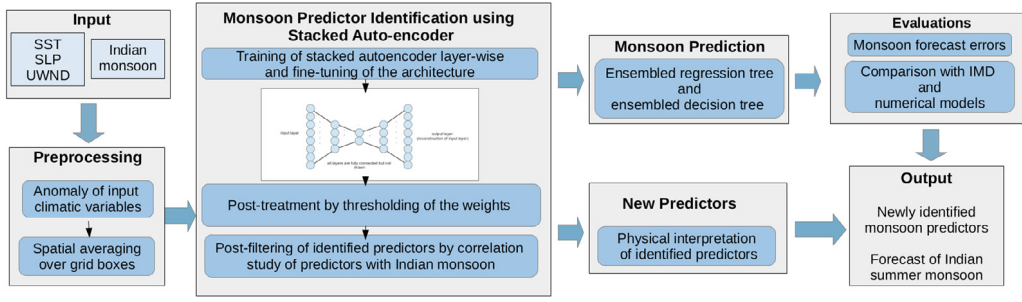 Input
SST
SLP
UWND
Indian
monsoon
Preprocessing
Anomaly of input
climatic variables
Spatial averaging
over grid boxes
Monsoon Predictor Identification using
Stacked Auto-encoder
Training of stacked autoencoder layer-wise
and fine-tuning of the architecture
input layer
output layer
(reconstruction of input layer)
all layers are fully connected but not
shown
Post-treatment by thresholding of the weights
Post-filtering of identified predictors by correlation
study of predictors with Indian monsoon
Monsoon Prediction
Ensembled regression tree
and
ensembled decision tree
New Predictors
Physical interpretation
of identified predictors
Evaluations
Monsoon forecast errors
Comparison with IMD
and
numerical models
Output
Newly identified
monsoon predictors
Forecast of Indian
summer monsoon